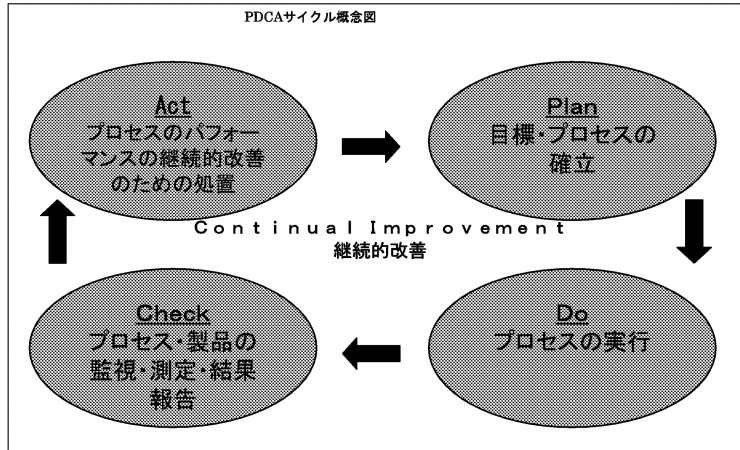 PDCAサイクル概念図
Act
プロセスのパフォー
マンスの継続的改善
のための処置
Plan
目標・プロセスの
確立
Continual Improvement
継続的改善
Check
プロセス・製品の
監視・測定・結果
報告
Do
プロセスの実行